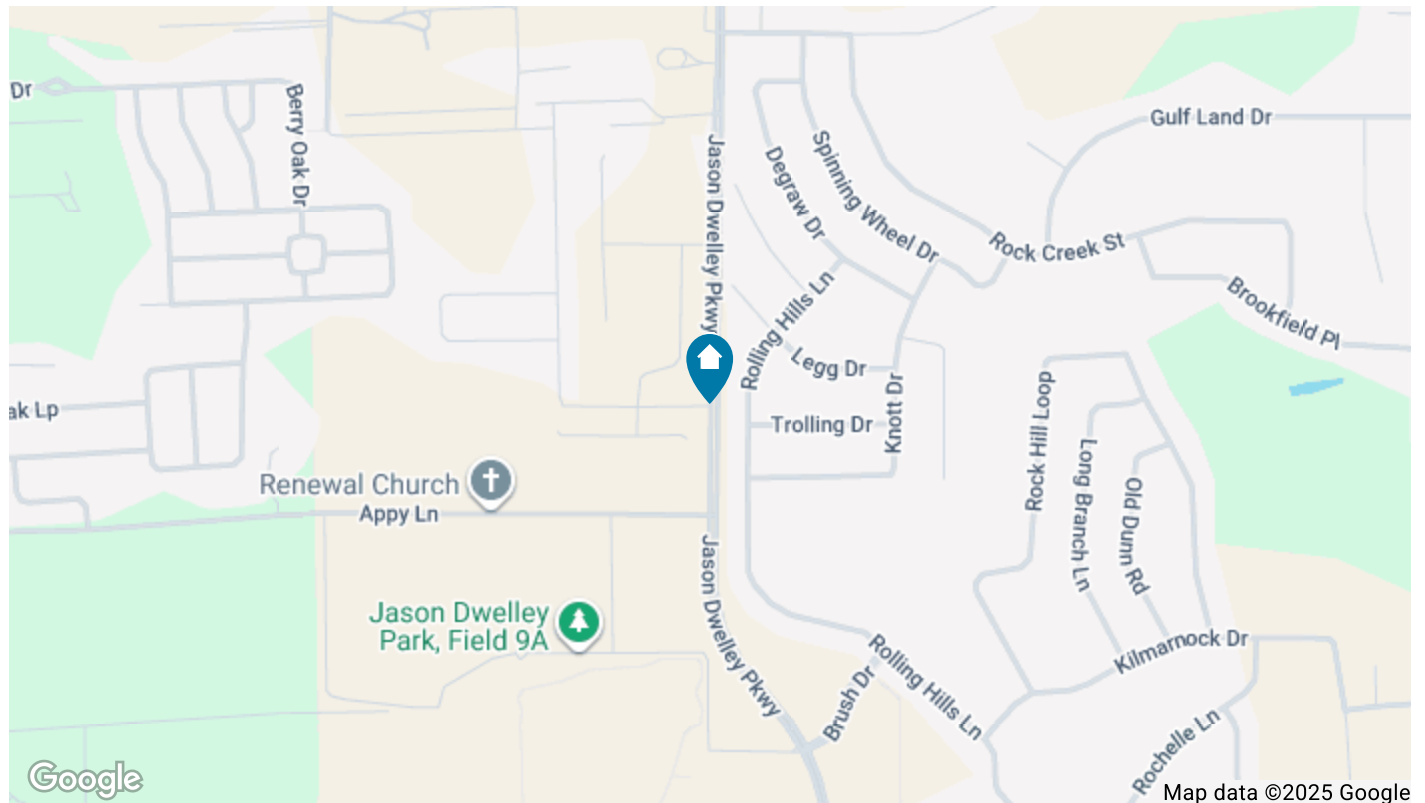 Dr
Berry Oak Dr
Jason Dwelley Pkwy
Degraw Dr
Spinning Wheel Dr
Gulf Land Dr
Rock Creek St
Brookfield Pl
Rolling Hills Ln
Legg Dr
Trolling Dr
Knott Dr
Rock Hill Loop
Long Branch Ln
Old Dunn Rd
ak Lp
Renewal Church
Appy Ln
Jason Dwelley Pkwy
Jason Dwelley
Park, Field 9A
Rolling Hills Ln
Brush Dr
Kilmarnock Dr
Rochelle Ln
Google
Map data ©2025 Google